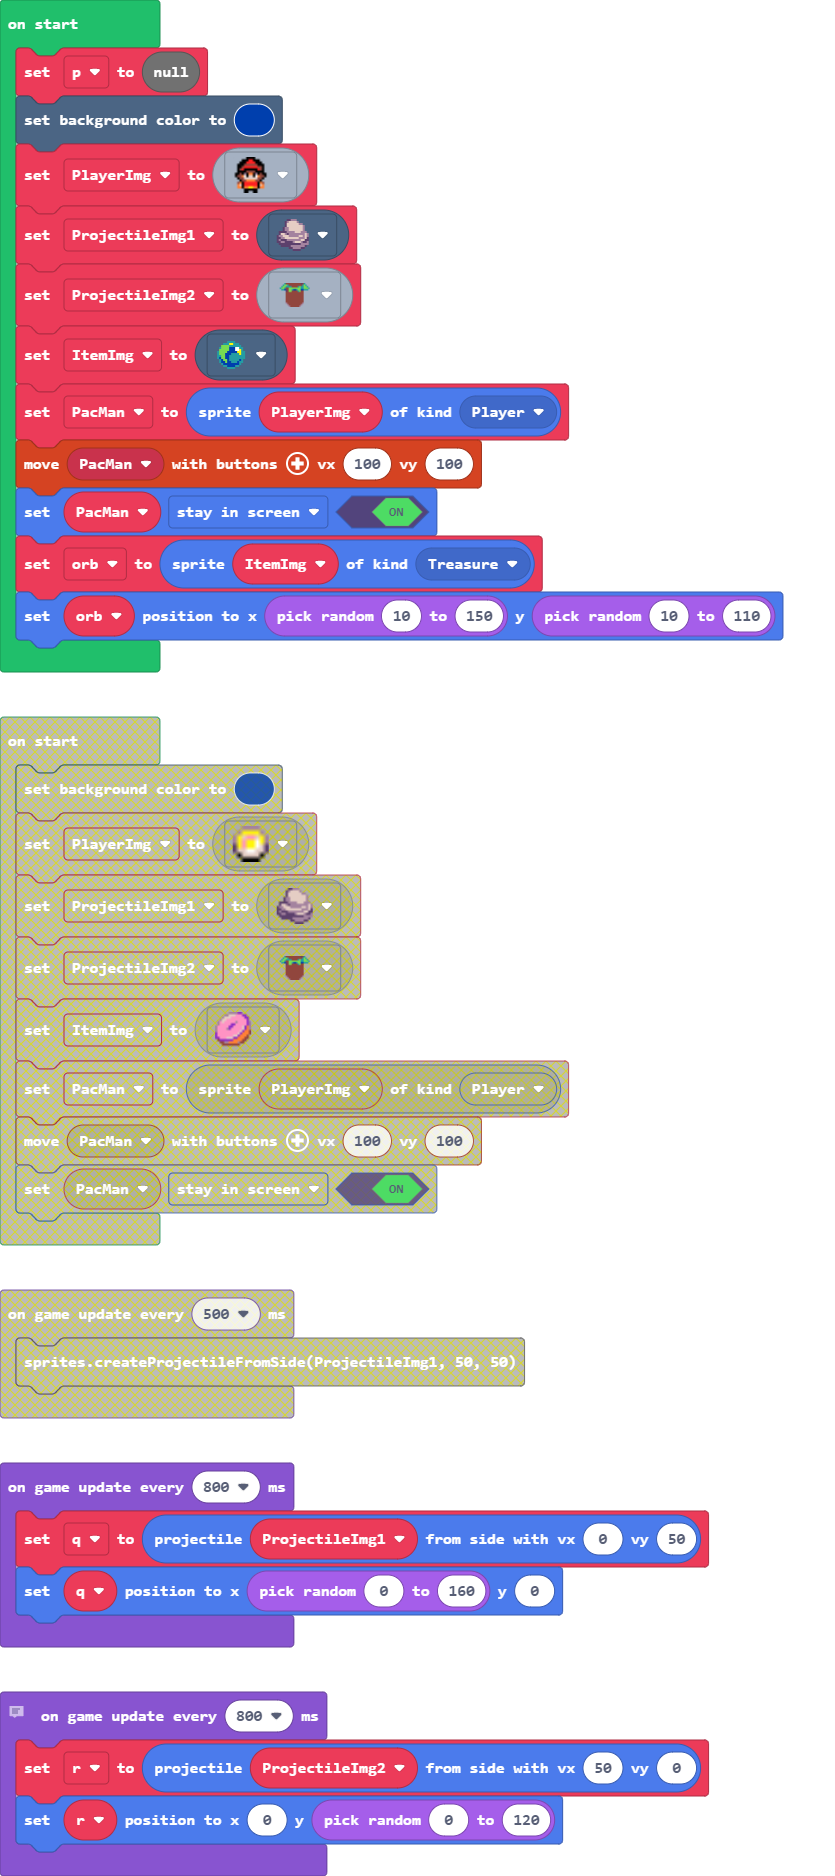 on start
set p to null
set background color to
set PlayerImg to
set ProjectileImg1 to
set ProjectileImg2 to
set ItemImg to
set PacMan to sprite PlayerImg of kind Player
move PacMan with buttons vx 100 vy 100
set PacMan stay in screen ON
set orb to sprite ItemImg of kind Treasure
set orb position to x pick random 10 to 150 y pick random 10 to 110
on start
set background color to
set PlayerImg to
set ProjectileImg1 to
set ProjectileImg2 to
set ItemImg to
set PacMan to sprite PlayerImg of kind Player
move PacMan with buttons vx 100 vy 100
set PacMan stay in screen ON
on game update every 500 ms
sprites.createProjectileFromSide(ProjectileImg1, 50, 50)
on game update every 800 ms
set q to projectile ProjectileImg1 from side with vx 0 vy 50
set q position to x pick random 0 to 160 y 0
on game update every 800 ms
set r to projectile ProjectileImg2 from side with vx 50 vy 0
set r position to x 0 y pick random 0 to 120